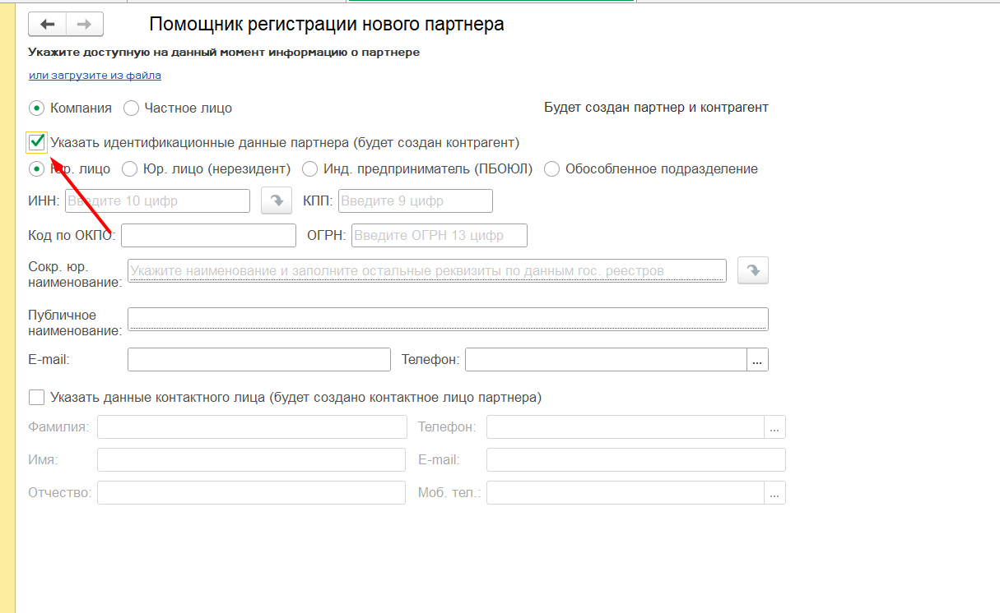 Помощник регистрации нового партнера
Укажите доступную на данный момент информацию о партнере
или загрузите из файла
Компания Частное лицо Будет создан партнер и контрагент
Указать идентификационные данные партнера (будет создан контрагент)
Юр. лицо Юр. лицо (нерезидент) Инд. предприниматель (ПБОЮЛ) Обособленное подразделение
ИНН: Введите 10 цифр КПП: Введите 9 цифр
Код по ОКПО: ОГРН: Введите ОГРН 13 цифр
Сокр. юр.
наименование: Укажите наименование и заполните остальные реквизиты по данным гос. реестров
Публичное
наименование:
E-mail: Телефон: ...
Указать данные контактного лица (будет создано контактное лицо партнера)
Фамилия: Телефон: ...
Имя: E-mail:
Отчество: Моб. тел.: ...